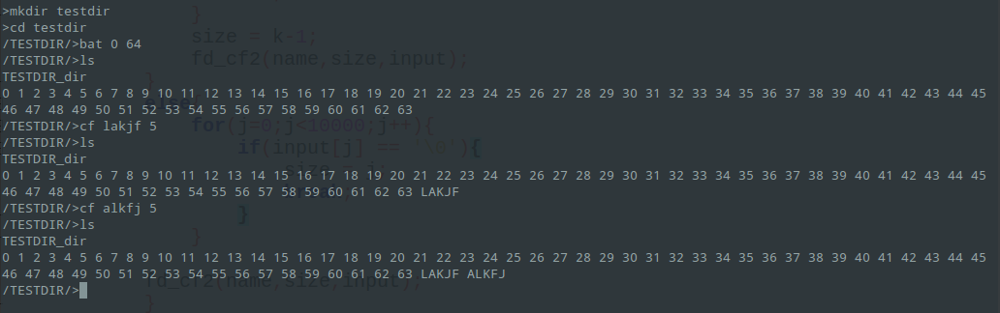 >mkdir testdir
>cd testdir
/TESTDIR/>bat 0 64
/TESTDIR/>ls
TESTDIR_dir
0 1 2 3 4 5 6 7 8 9 10 11 12 13 14 15 16 17 18 19 20 21 22 23 24 25 26 27 28 29 30 31 32 33 34 35 36 37 38 39 40 41 42 43 44 45
46 47 48 49 50 51 52 53 54 55 56 57 58 59 60 61 62 63
/TESTDIR/>cf lakjf 5
/TESTDIR/>ls
TESTDIR_dir
0 1 2 3 4 5 6 7 8 9 10 11 12 13 14 15 16 17 18 19 20 21 22 23 24 25 26 27 28 29 30 31 32 33 34 35 36 37 38 39 40 41 42 43 44 45
46 47 48 49 50 51 52 53 54 55 56 57 58 59 60 61 62 63 LAKJF
/TESTDIR/>cf alkfj 5
/TESTDIR/>ls
TESTDIR_dir
0 1 2 3 4 5 6 7 8 9 10 11 12 13 14 15 16 17 18 19 20 21 22 23 24 25 26 27 28 29 30 31 32 33 34 35 36 37 38 39 40 41 42 43 44 45
46 47 48 49 50 51 52 53 54 55 56 57 58 59 60 61 62 63 LAKJF ALKFJ
/TESTDIR/>
}
size = k-1;
fd_cf2(name,size,input);
}
for(j=0;j<10000;j++){
if(input[j] == '\0'){
}
}
fd_cf2(name,size,input);
}